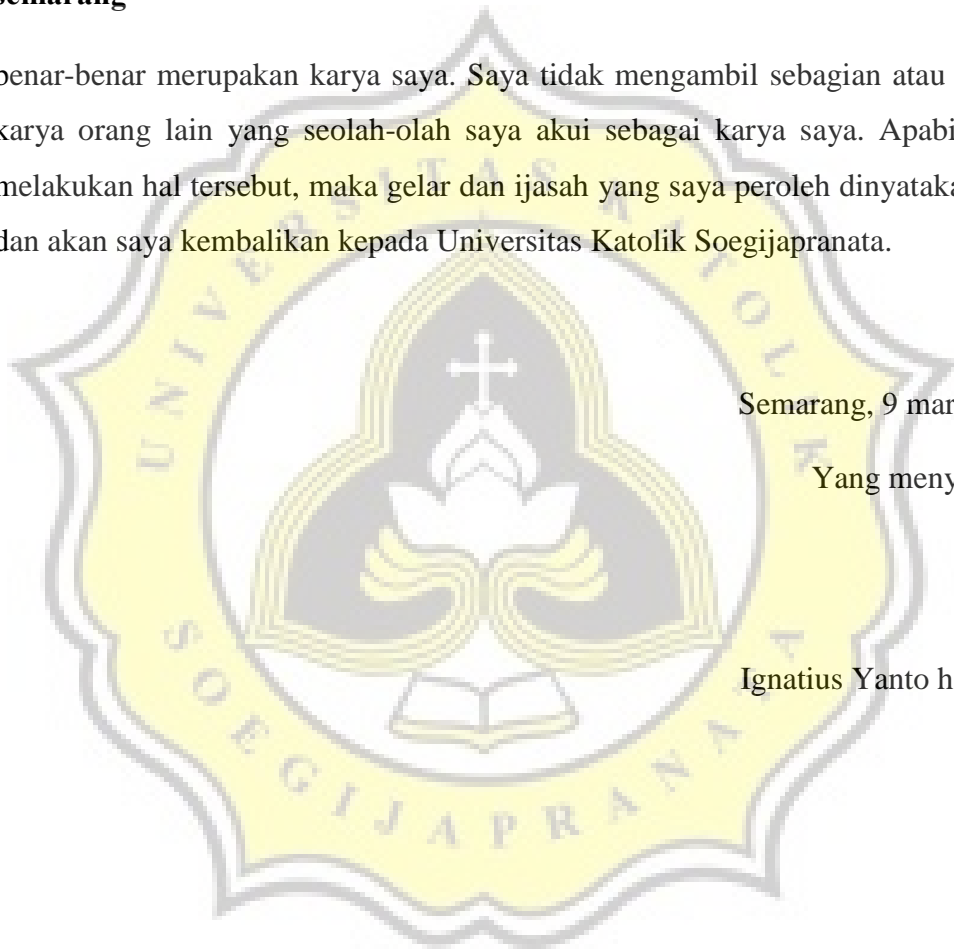 semarang
benar-benar merupakan karya saya. Saya tidak mengambil sebagian atau
karya orang lain yang seolah-olah saya akui sebagai karya saya. Apabi
melakukan hal tersebut, maka gelar dan ijasah yang saya peroleh dinyataka
dan akan saya kembalikan kepada Universitas Katolik Soegijapranata.
Semarang, 9 mar
Yang meny
Ignatius Yanto h
UNIVERSITAS KATOLIK
SOEGIJAPRANATA